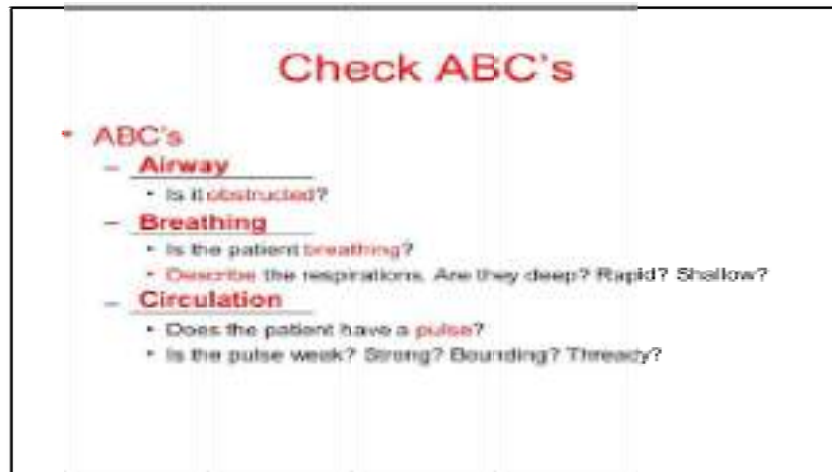 Check ABC's
• ABC's
– Airway
• Is it obstructed?
– Breathing
• Is the patient breathing?
• Describe the respirations. Are they deep? Rapid? Shallow?
– Circulation
• Does the patient have a pulse?
• Is the pulse weak? Strong? Bounding? Thready?